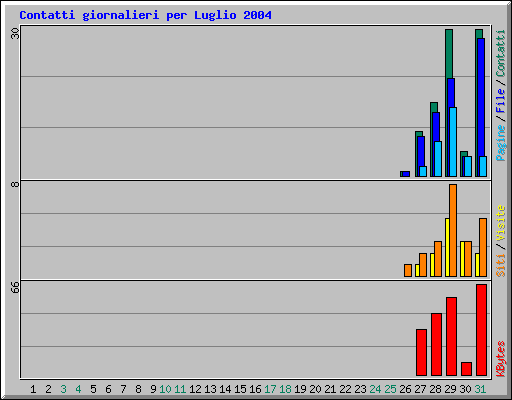 Contatti giornalieri per Luglio 2004
30
Pagine / File / Contatti
8
Siti / Visite
66
KBytes
1 2 3 4 5 6 7 8 9 10 11 12 13 14 15 16 17 18 19 20 21 22 23 24 25 26 27 28 29 30 31